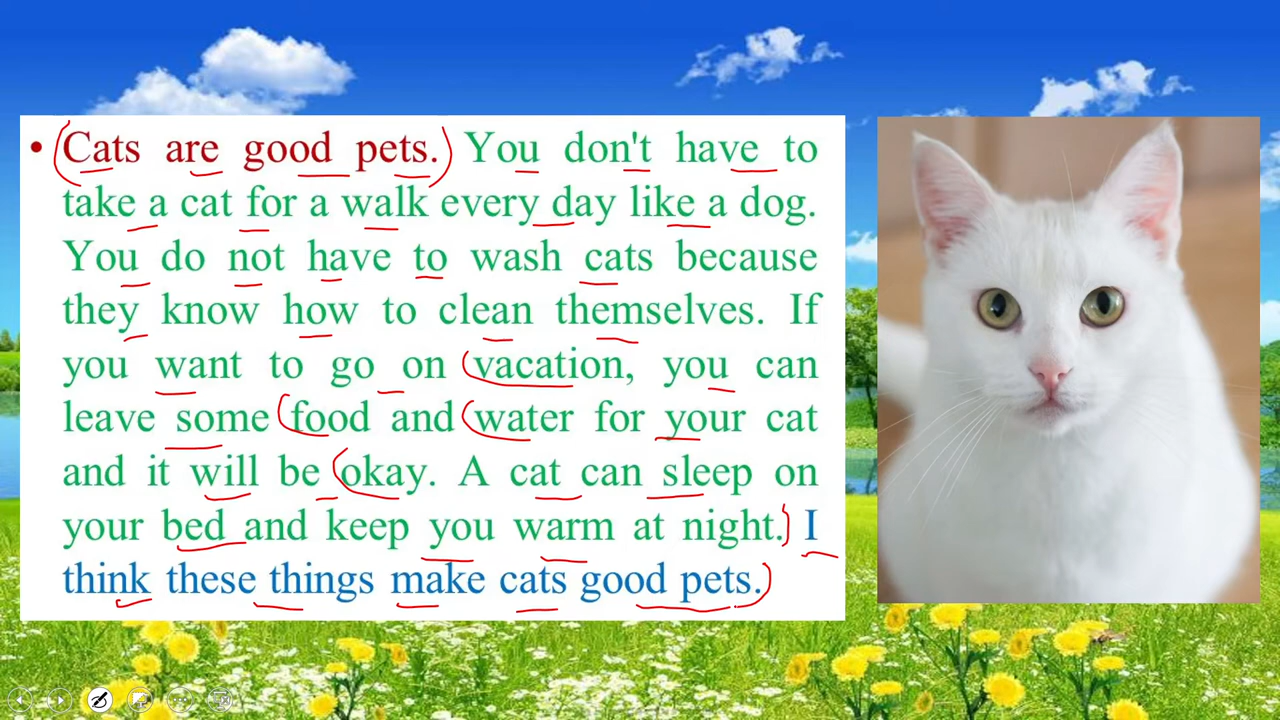 • Cats are good pets. You don't have to
take a cat for a walk every day like a dog.
You do not have to wash cats because
they know how to clean themselves. If
you want to go on vacation, you can
leave some food and water for your cat
and it will be okay. A cat can sleep on
your bed and keep you warm at night. I
think these things make cats good pets.